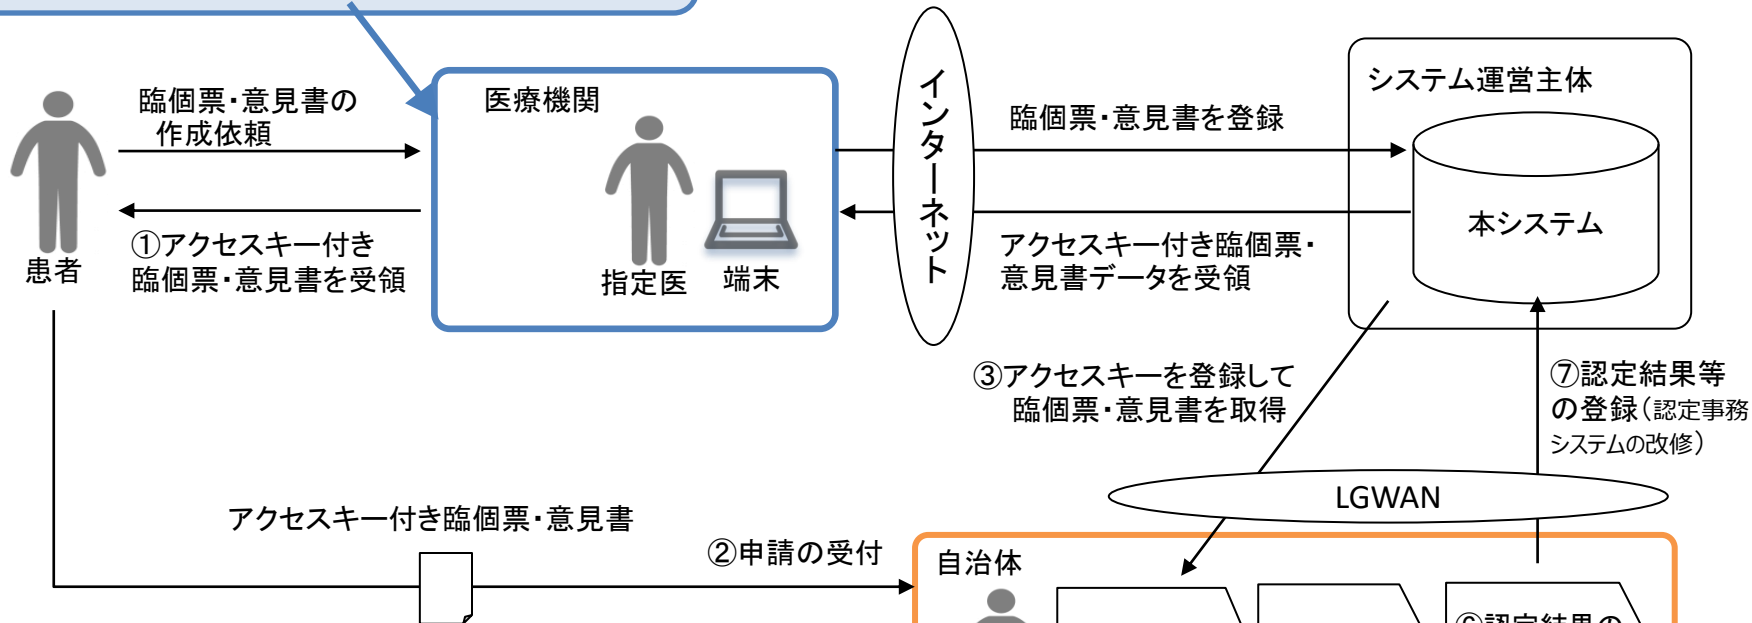 臨個票・意見書の
作成依頼
医療機関
インターネット
臨個票・意見書を登録
システム運営主体
患者
①アクセスキー付き
臨個票・意見書を受領
指定医
端末
アクセスキー付き臨個票・
意見書データを受領
本システム
③アクセスキーを登録して
臨個票・意見書を取得
⑦認定結果等
の登録(認定事務
システムの改修)
LGWAN
アクセスキー付き臨個票・意見書
②申請の受付
自治体
⑥認定結果の